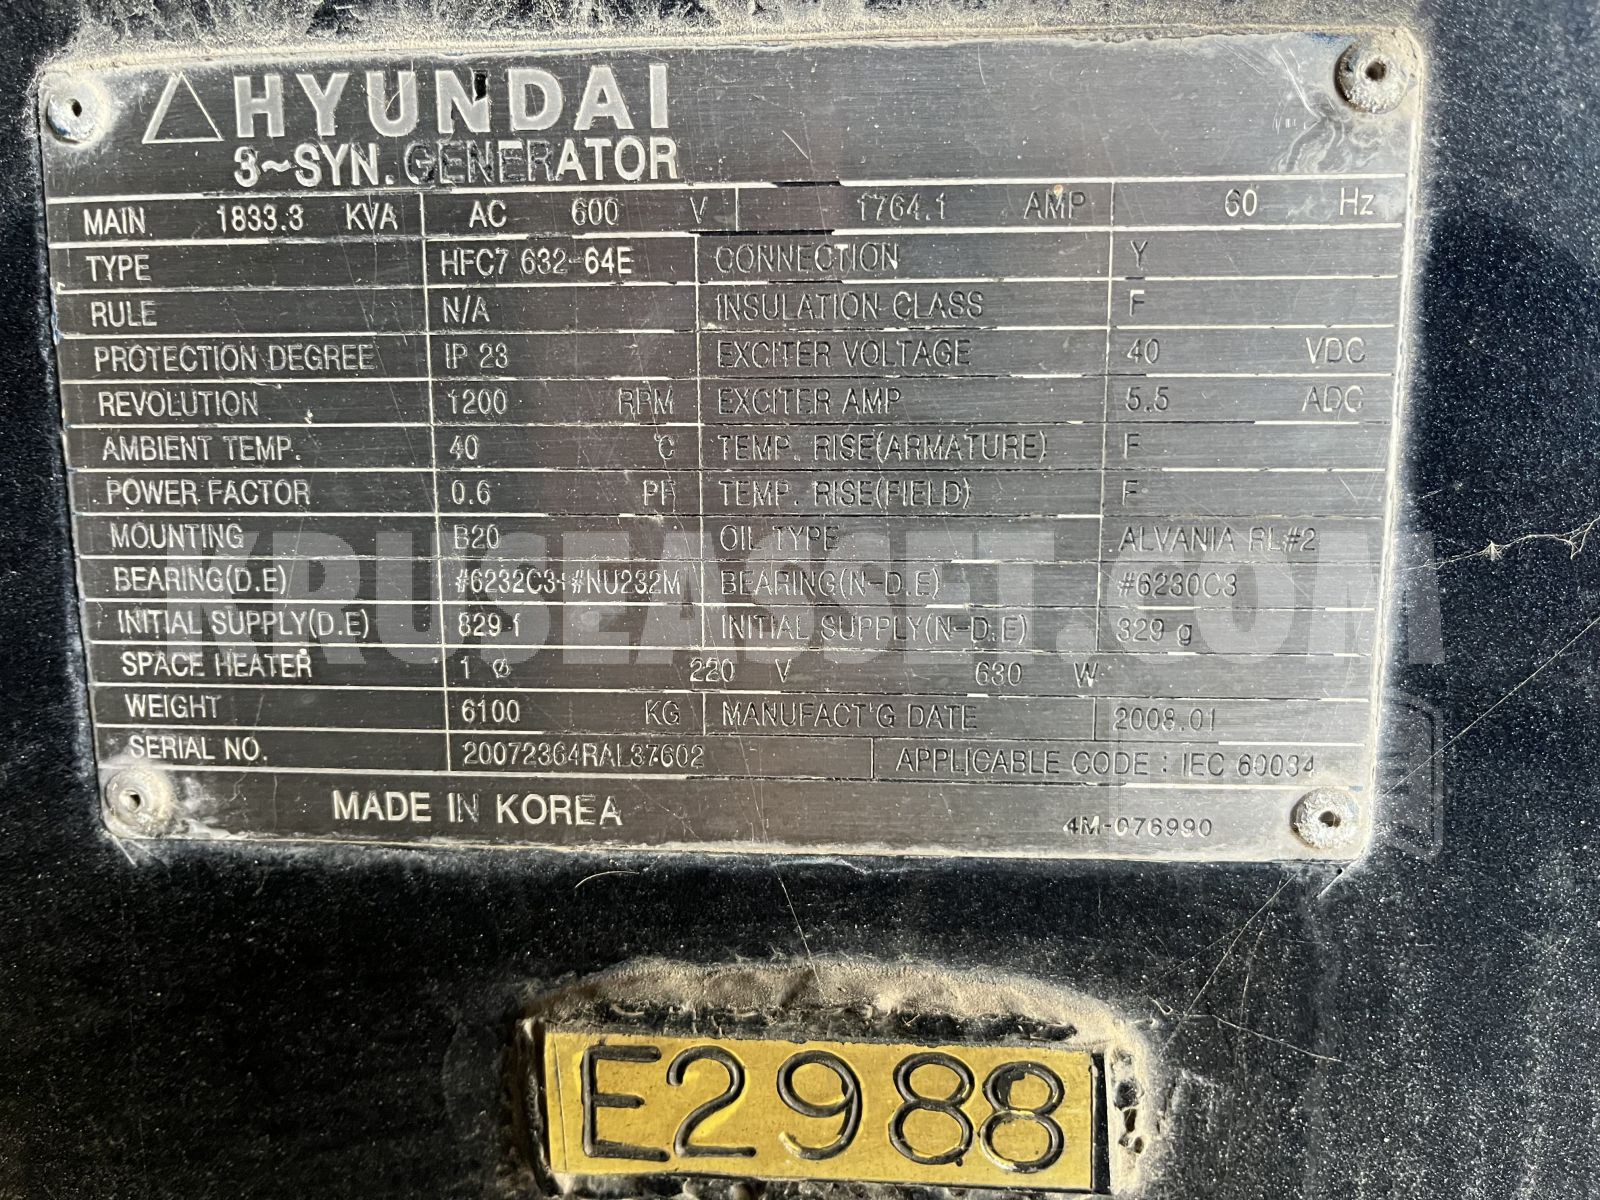 HYUNDAI
3~SYN. GENERATOR
MAIN 1833.3 KVA AC 600 V 1764.1 AMP 60 Hz
TYPE HFC7 632-64E CONNECTION Y
RULE N/A INSULATION CLASS F
PROTECTION DEGREE IP 23 EXCITER VOLTAGE 40 VDC
REVOLUTION 1200 RPM EXCITER AMP 5.5 ADC
AMBIENT TEMP. 40 ℃ TEMP. RISE(ARMATURE) F
POWER FACTOR 0.6 PF TEMP. RISE(FIELD) F
MOUNTING B20 OIL TYPE ALVANIA RL#2
BEARING(D.E) #6232C3+#NU232M BEARING(N-D.E) #6230C3
INITIAL SUPPLY(D.E) 829 f INITIAL SUPPLY(N-D.E) 329 g
SPACE HEATER 1 Ø 220 V 630 W
WEIGHT 6100 KG MANUFACT'G DATE 2008.01
SERIAL NO. 20072364RAL37602 APPLICABLE CODE : IEC 60034
MADE IN KOREA 4M-076990
KRUSEASSET.COM
E2988